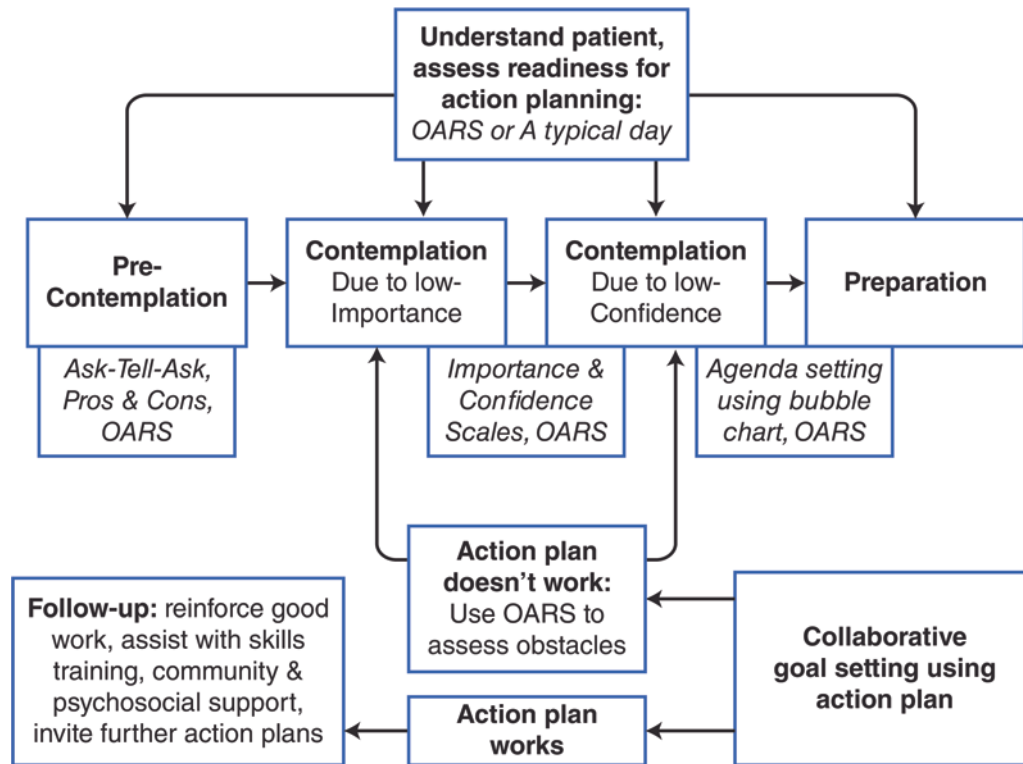 Understand patient,
assess readiness for
action planning:
OARS or A typical day
Pre-
Contemplation
Contemplation
Due to low-
Importance
Contemplation
Due to low-
Confidence
Preparation
Ask-Tell-Ask,
Pros & Cons,
OARS
Importance &
Confidence
Scales, OARS
Agenda setting
using bubble
chart, OARS
Action plan
doesn’t work:
Use OARS to
assess obstacles
Follow-up: reinforce good
work, assist with skills
training, community &
psychosocial support,
invite further action plans
Action plan
works
Collaborative
goal setting using
action plan